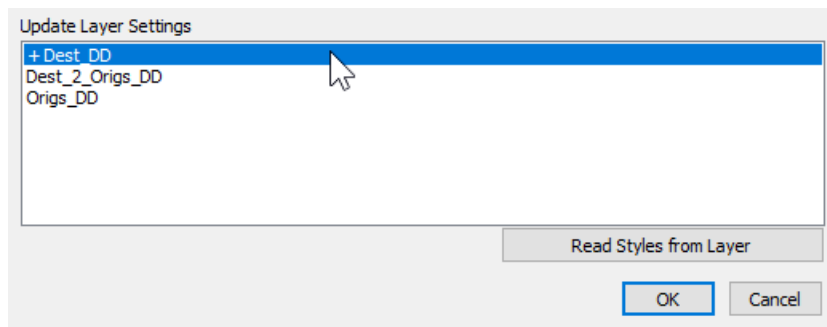 Update Layer Settings
+ Dest_DD
Dest_2_Origs_DD
Origs_DD
Read Styles from Layer
OK Cancel